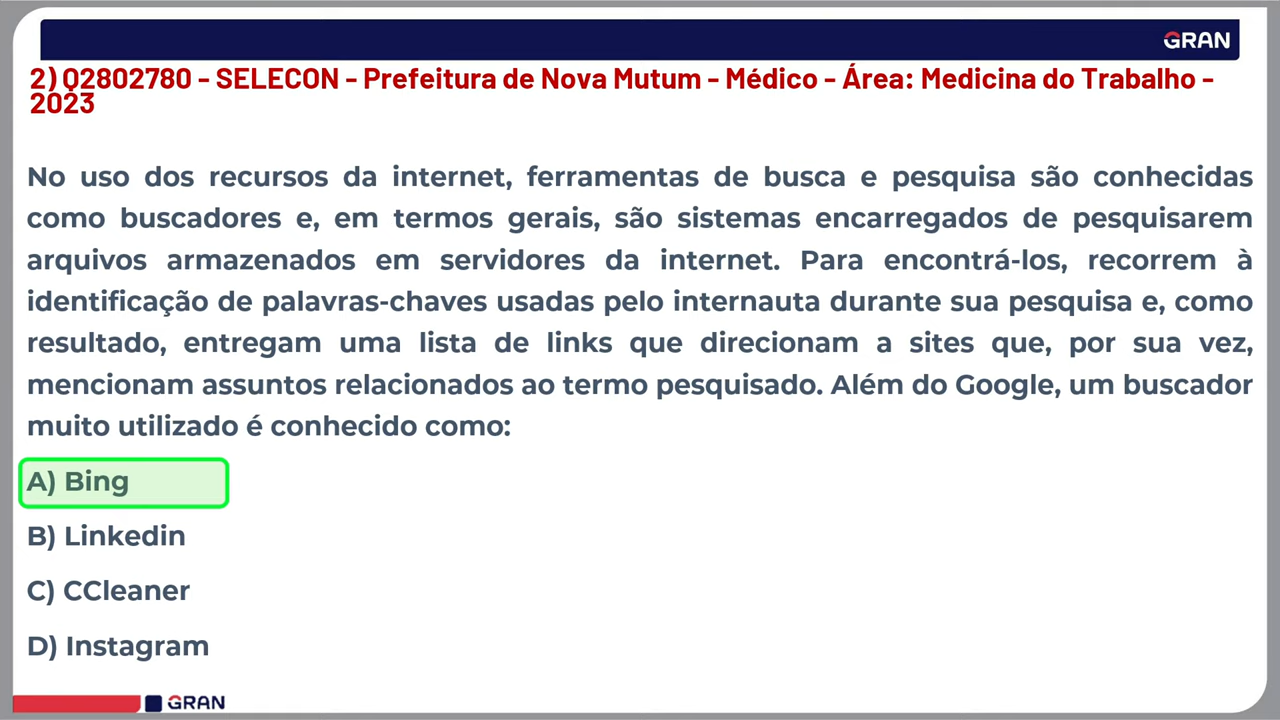 GRAN
2) Q2802780 - SELECON - Prefeitura de Nova Mutum - Médico - Área: Medicina do Trabalho -
2023
No uso dos recursos da internet, ferramentas de busca e pesquisa são conhecidas
como buscadores e, em termos gerais, são sistemas encarregados de pesquisarem
arquivos armazenados em servidores da internet. Para encontrá-los, recorrem à
identificação de palavras-chaves usadas pelo internauta durante sua pesquisa e, como
resultado, entregam uma lista de links que direcionam a sites que, por sua vez,
mencionam assuntos relacionados ao termo pesquisado. Além do Google, um buscador
muito utilizado é conhecido como:
A) Bing
B) Linkedin
C) CCleaner
D) Instagram
GRAN